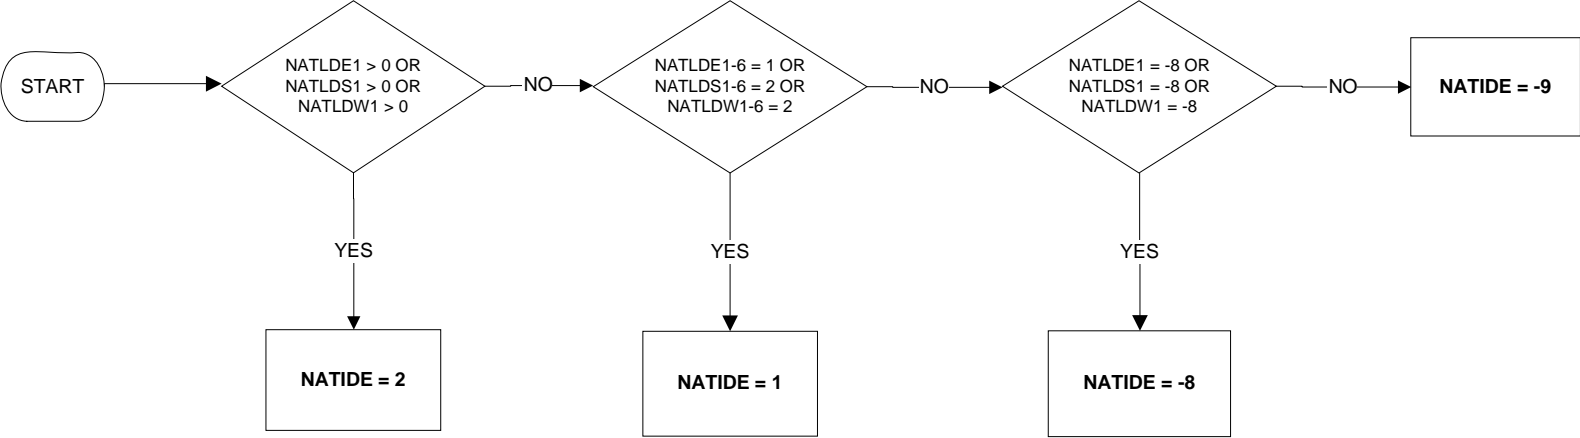 START
NATLDE1 > 0 OR
NATLDS1 > 0 OR
NATLDW1 > 0
NO
NATLDE1-6 = 1 OR
NATLDS1-6 = 2 OR
NATLDW1-6 = 2
NO
NATLDE1 = -8 OR
NATLDS1 = -8 OR
NATLDW1 = -8
NO
NATIDE = -9
YES
YES
YES
NATIDE = 2
NATIDE = 1
NATIDE = -8